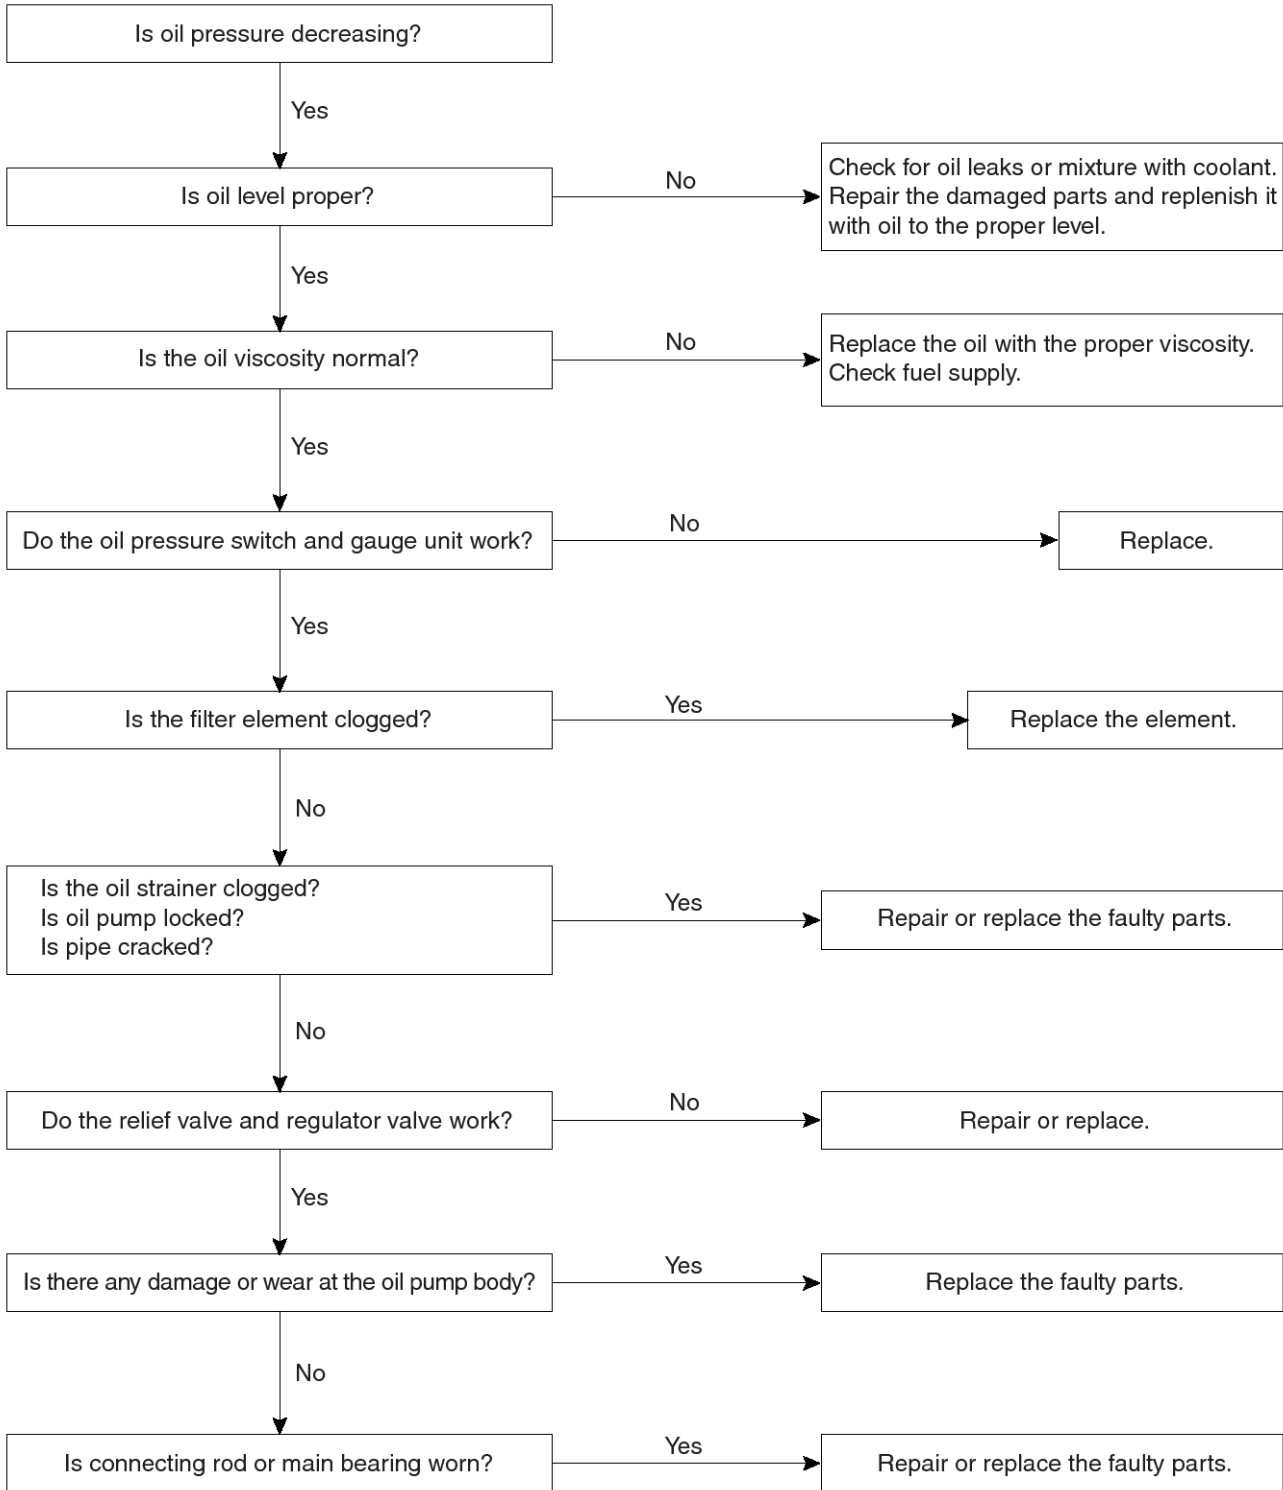 Is oil pressure decreasing?
Yes
Is oil level proper?
No
Check for oil leaks or mixture with coolant.
Repair the damaged parts and replenish it
with oil to the proper level.
Yes
Is the oil viscosity normal?
No
Replace the oil with the proper viscosity.
Check fuel supply.
Yes
Do the oil pressure switch and gauge unit work?
No
Replace.
Yes
Is the filter element clogged?
Yes
Replace the element.
No
Is the oil strainer clogged?
Is oil pump locked?
Is pipe cracked?
Yes
Repair or replace the faulty parts.
No
Do the relief valve and regulator valve work?
No
Repair or replace.
Yes
Is there any damage or wear at the oil pump body?
Yes
Replace the faulty parts.
No
Is connecting rod or main bearing worn?
Yes
Repair or replace the faulty parts.